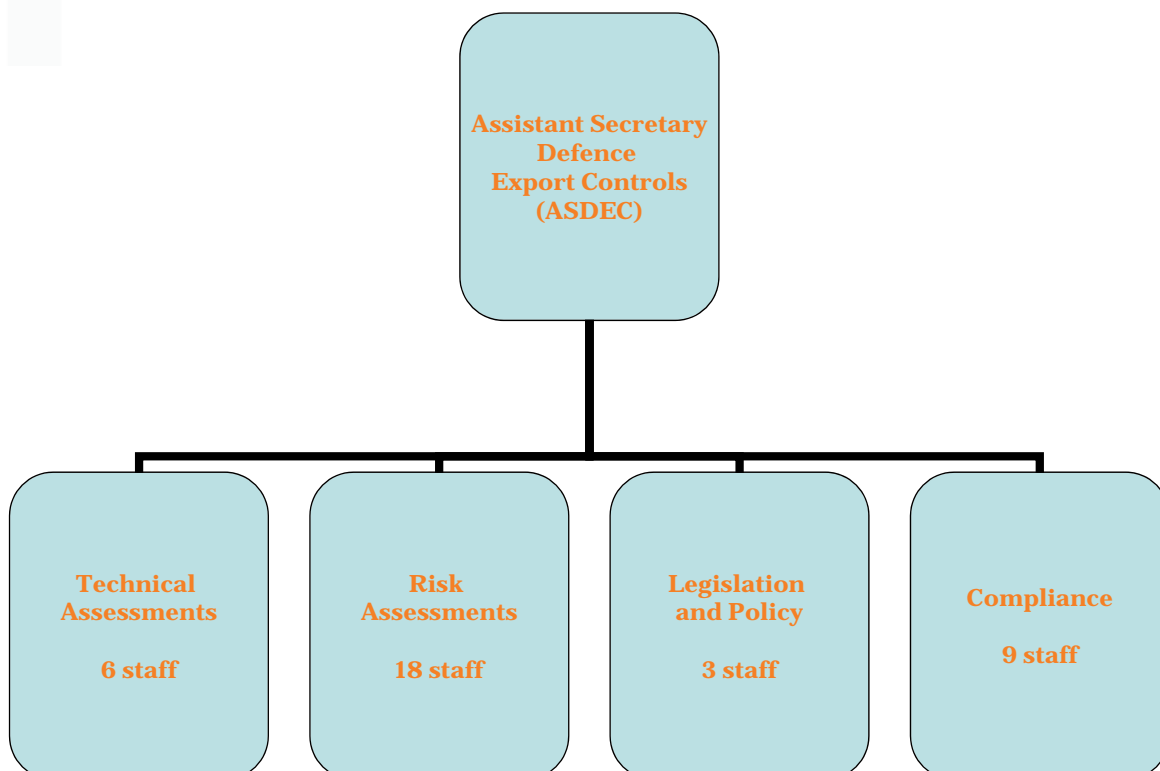 Assistant Secretary
Defence
Export Controls
(ASDEC)
Technical
Assessments
6 staff
Risk
Assessments
18 staff
Legislation
and Policy
3 staff
Compliance
9 staff